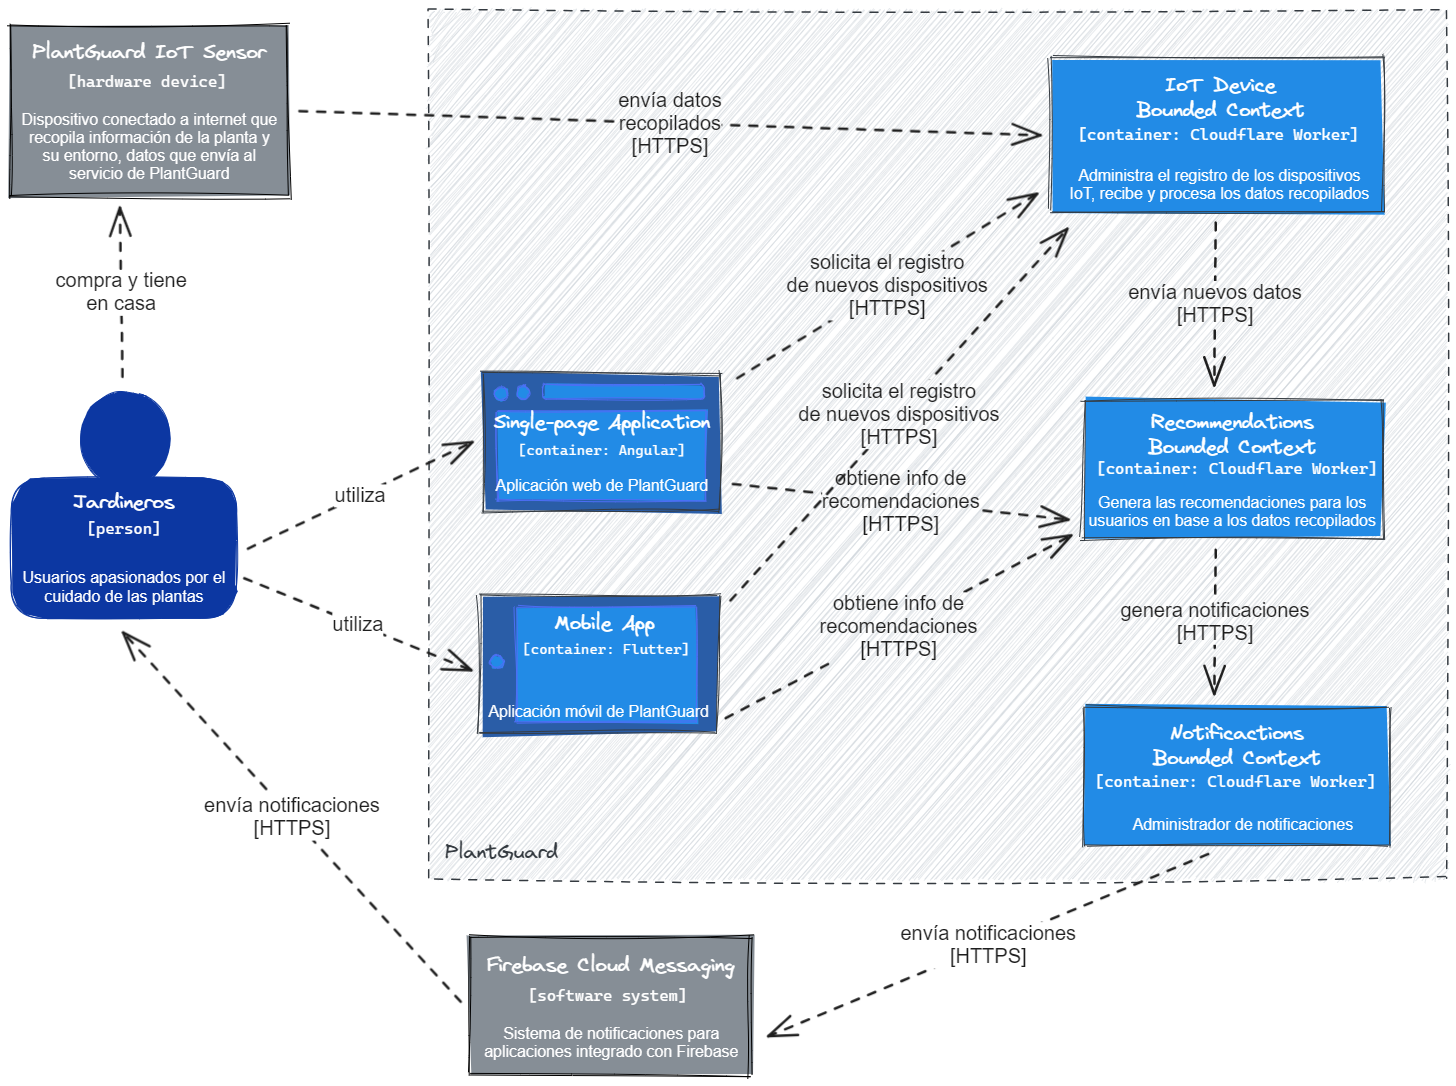 PlantGuard IoT Sensor
[hardware device]
Dispositivo conectado a internet que
recopila información de la planta y
su entorno, datos que envía al
servicio de PlantGuard
envía datos
recopilados
[HTTPS]
IoT Device
Bounded Context
[container: Cloudflare Worker]
Administra el registro de los dispositivos
IoT, recibe y procesa los datos recopilados
compra y tiene
en casa
solicita el registro
de nuevos dispositivos
[HTTPS]
envía nuevos datos
[HTTPS]
Single-page Application
[container: Angular]
Aplicación web de PlantGuard
solicita el registro
de nuevos dispositivos
[HTTPS]
Recommendations
Bounded Context
[container: Cloudflare Worker]
Genera las recomendaciones para los
usuarios en base a los datos recopilados
obtiene info de
recomendaciones
[HTTPS]
utiliza
Jardineros
[person]
Usuarios apasionados por el
cuidado de las plantas
utiliza
Mobile App
[container: Flutter]
Aplicación móvil de PlantGuard
obtiene info de
recomendaciones
[HTTPS]
genera notificaciones
[HTTPS]
Notificactions
Bounded Context
[container: Cloudflare Worker]
Administrador de notificaciones
envía notificaciones
[HTTPS]
PlantGuard
envía notificaciones
[HTTPS]
Firebase Cloud Messaging
[software system]
Sistema de notificaciones para
aplicaciones integrado con Firebase